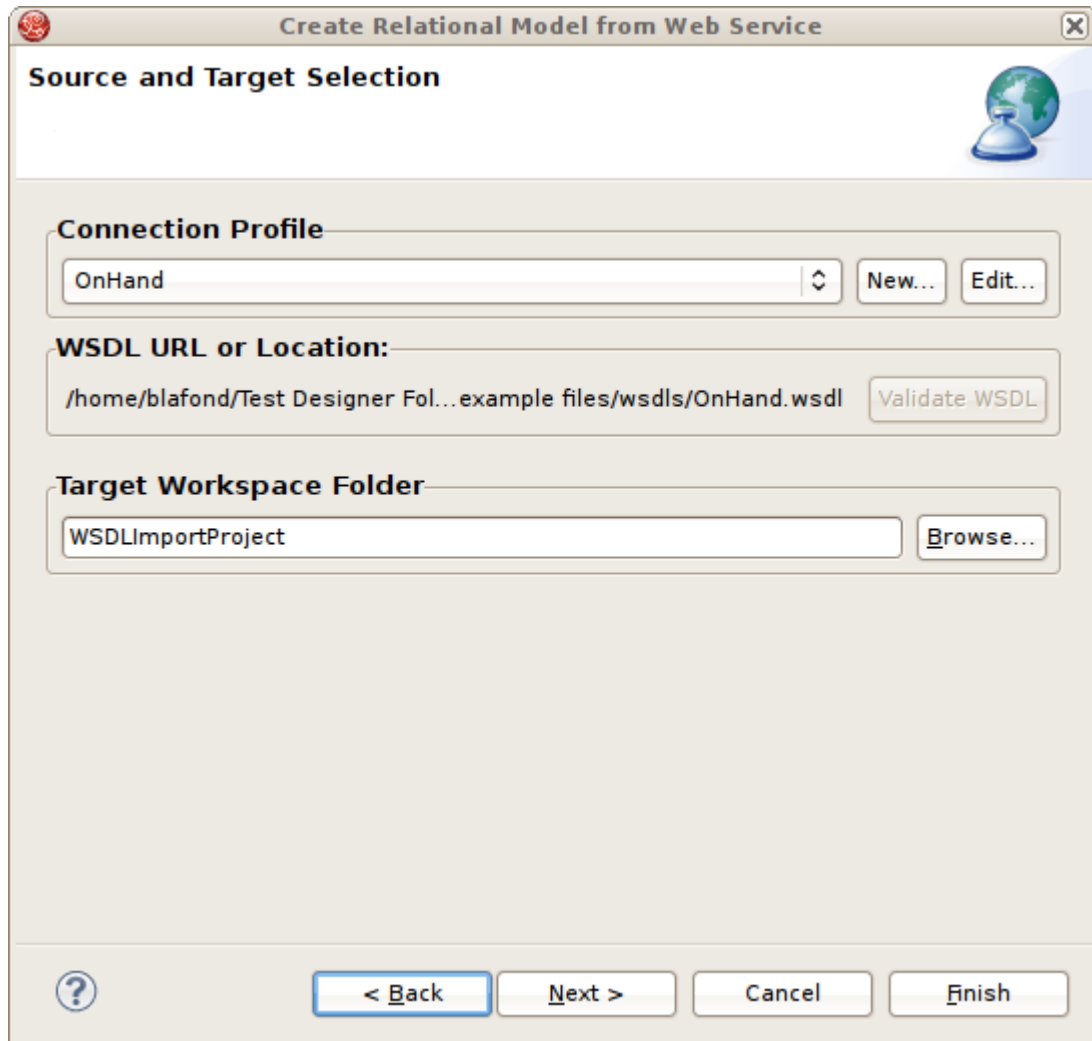 Create Relational Model from Web Service
Source and Target Selection
Connection Profile
OnHand New... Edit...
WSDL URL or Location:
/home/blafond/Test Designer Fol...example files/wsdls/OnHand.wsdl Validate WSDL
Target Workspace Folder
WSDLImportProject Browse...
? < Back Next > Cancel Finish